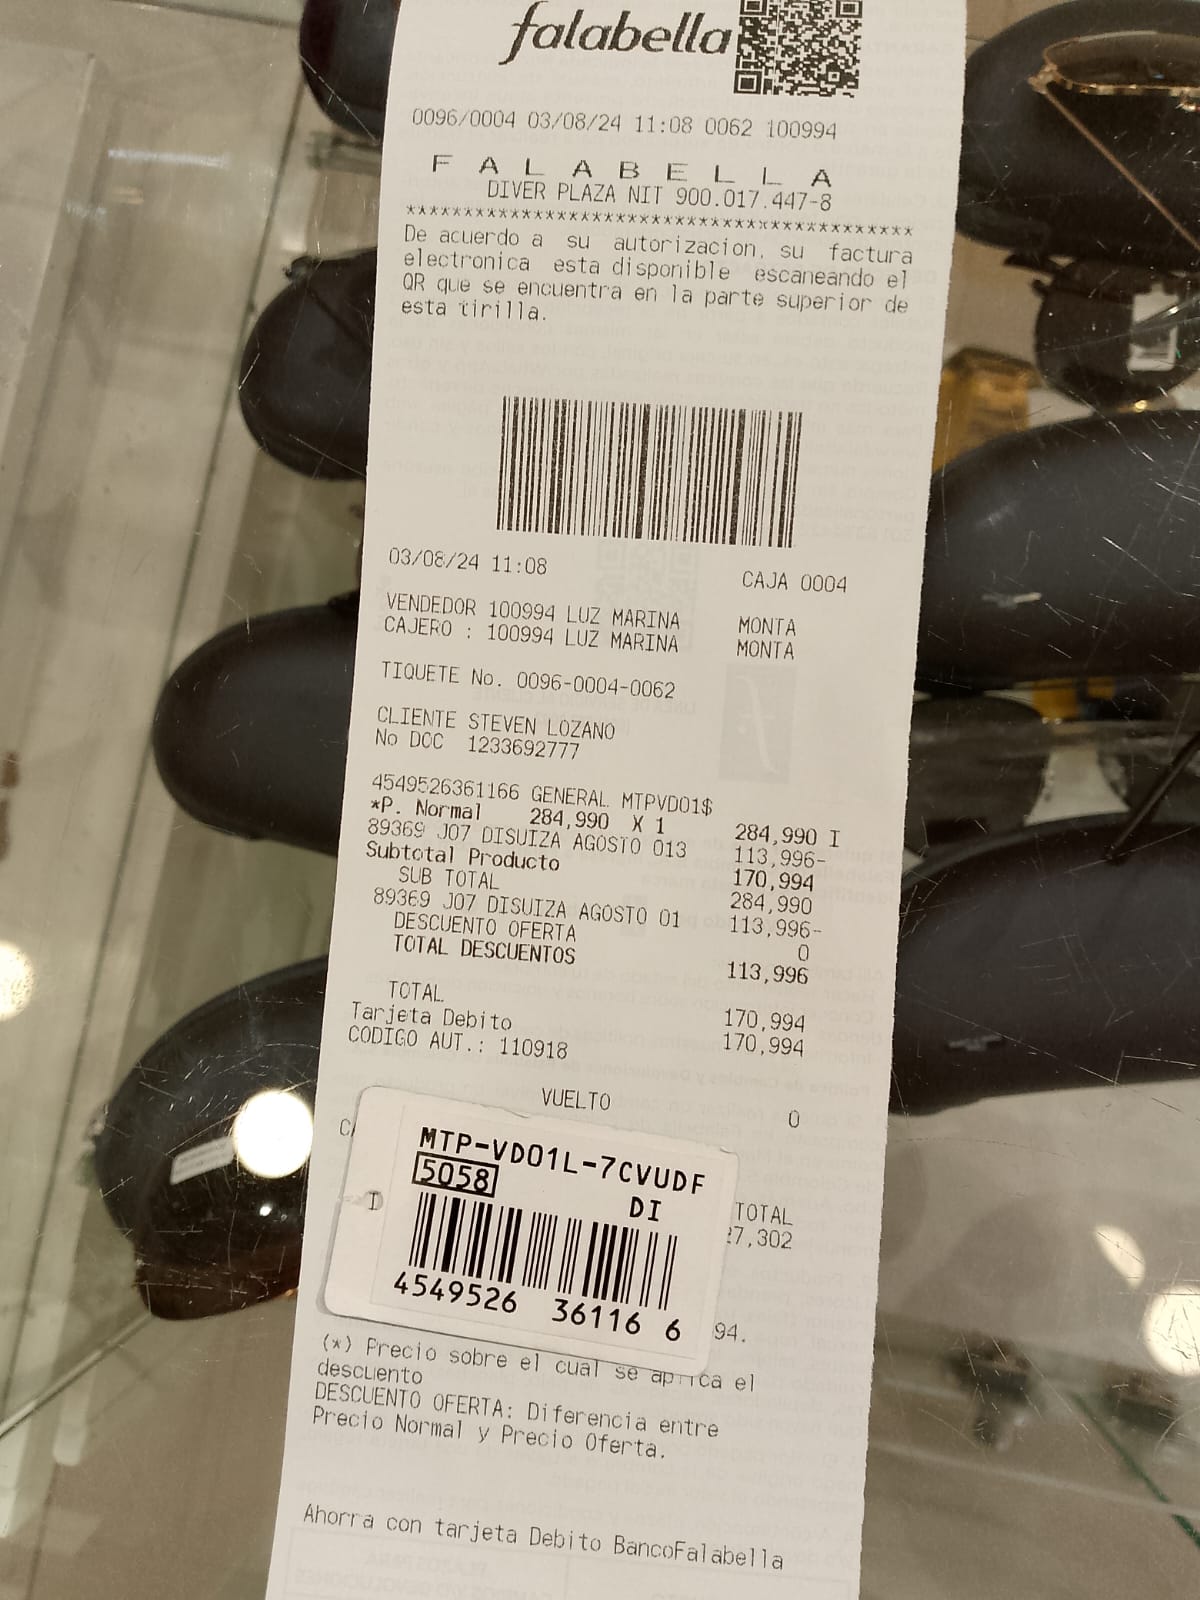 falabella
0096/0004 03/08/24 11:08 0062 100994
F A L A B E L L A
DIVER PLAZA NIT 900.017.447-8
********************************************
De acuerdo a su autorizacion, su factura
electronica esta disponible escaneando el
QR que se encuentra en la parte superior de
esta tirilla.
03/08/24 11:08 CAJA 0004
VENDEDOR 100994 LUZ MARINA MONTA
CAJERO : 100994 LUZ MARINA MONTA
TIQUETE No. 0096-0004-0062
CLIENTE STEVEN LOZANO
No DOC 1233692777
4549526361166 GENERAL MTPVD01$
*P. Normal 284,990 X 1 284,990 I
89369 J07 DISUIZA AGOSTO 013 113,996-
Subtotal Producto 170,994
SUB TOTAL 284,990
89369 J07 DISUIZA AGOSTO 01 113,996-
DESCUENTO OFERTA 0
TOTAL DESCUENTOS 113,996
TOTAL 170,994
Tarjeta Debito 170,994
CODIGO AUT.: 110918
VUELTO 0
MTP-VD01L-7CVUDF
5058
DI
4549526 36116 6
I
TOTAL
27,302
94.
(*) Precio sobre el cual se aplica el
descuento
DESCUENTO OFERTA: Diferencia entre
Precio Normal y Precio Oferta.
Ahorra con tarjeta Debito BancoFalabella